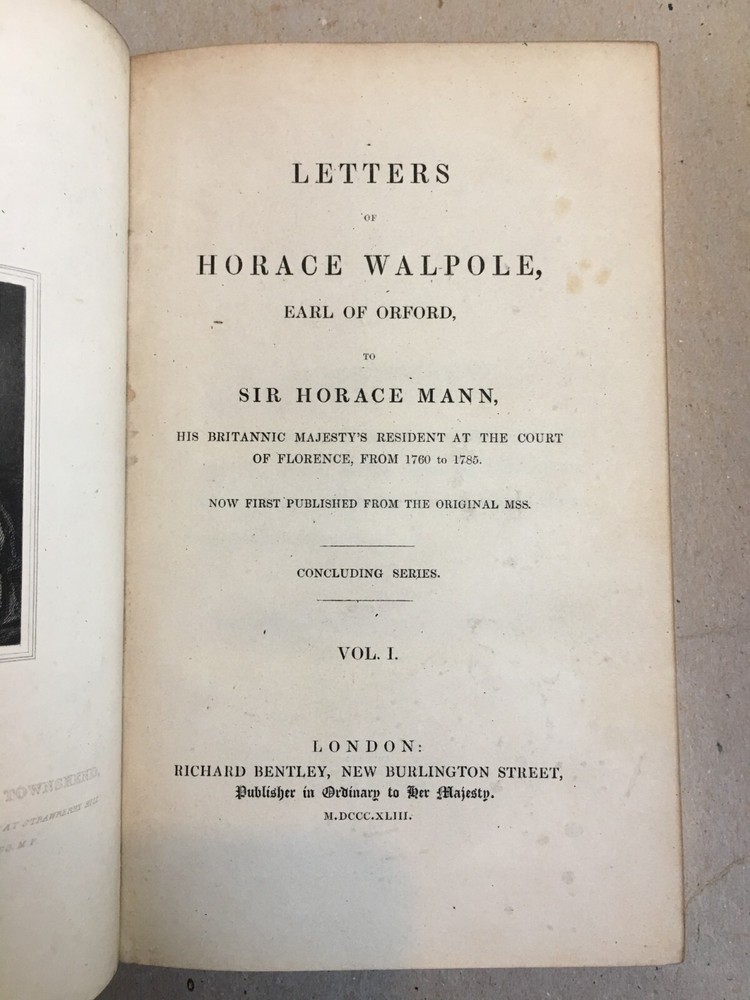 LETTERS
OF
HORACE WALPOLE,
EARL OF ORFORD,
TO
SIR HORACE MANN,
HIS BRITANNIC MAJESTY'S RESIDENT AT THE COURT
OF FLORENCE, FROM 1760 to 1785.
NOW FIRST PUBLISHED FROM THE ORIGINAL MSS.
CONCLUDING SERIES.
VOL. I.
LONDON:
RICHARD BENTLEY, NEW BURLINGTON STREET,
Publisher in Ordinary to Her Majesty.
M.DCCC.XLIII.